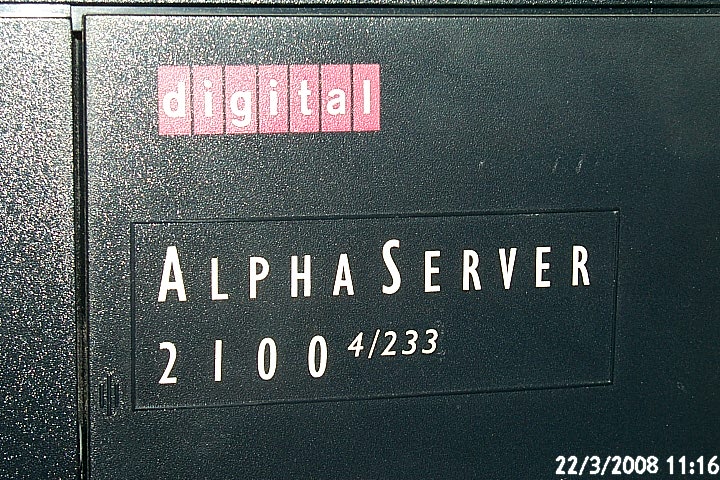 digital
ALPHASERVER
2100 4/233
22/3/2008 11:16